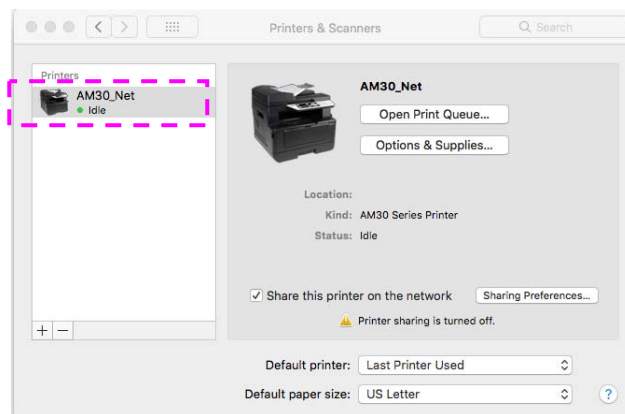 Printers & Scanners
Search
Printers
AM30_Net
Idle
AM30_Net
Open Print Queue...
Options & Supplies...
Location:
Kind: AM30 Series Printer
Status: Idle
Share this printer on the network
Sharing Preferences...
Printer sharing is turned off.
+ −
Default printer: Last Printer Used
Default paper size: US Letter
?